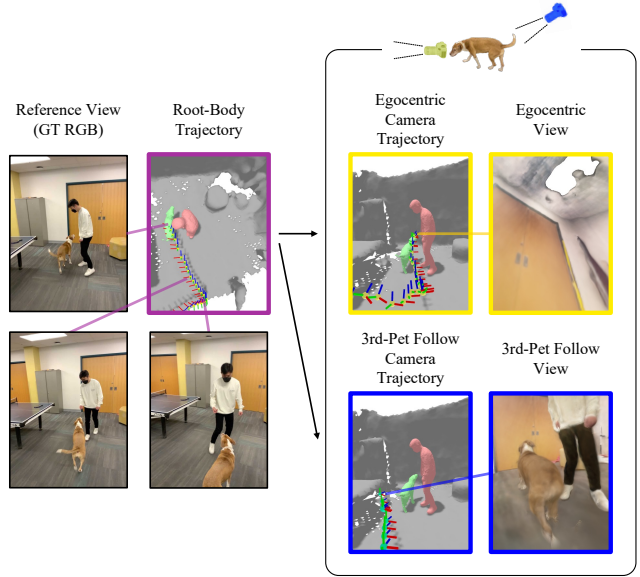 Reference View
(GT RGB)
Root-Body
Trajectory
Egocentric
Camera
Trajectory
Egocentric
View
3rd-Pet Follow
Camera
Trajectory
3rd-Pet Follow
View